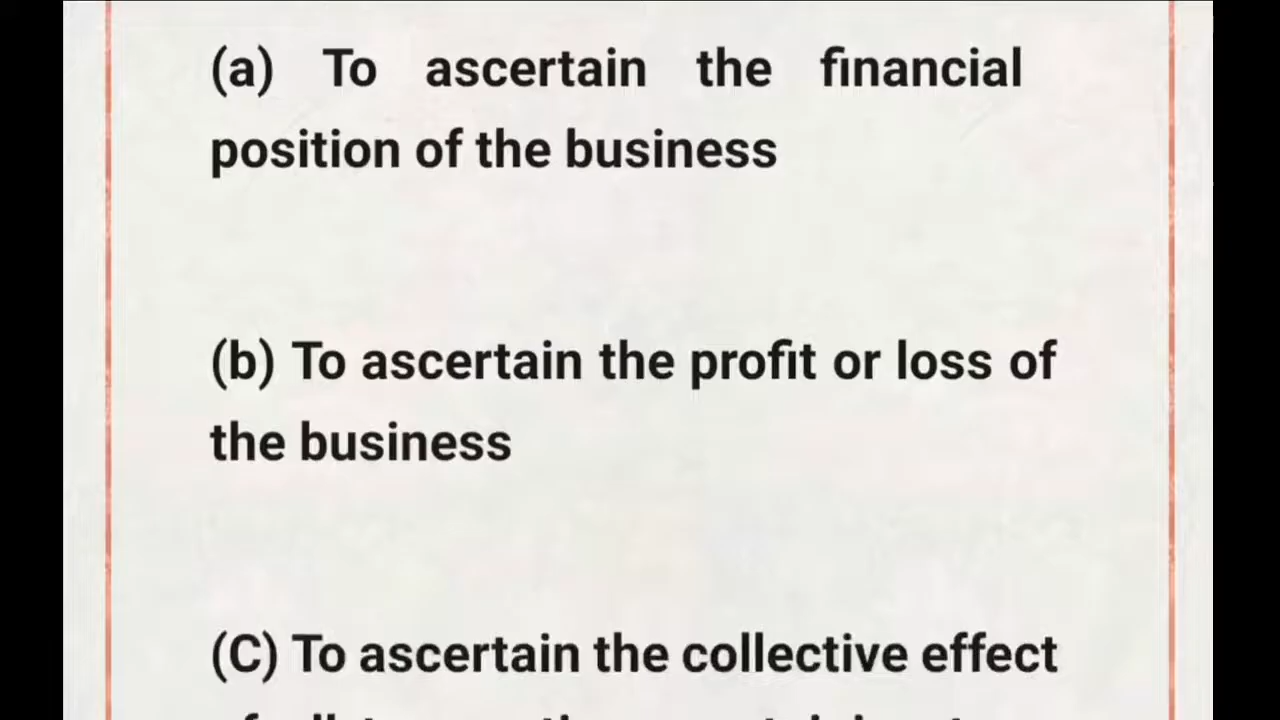 (a) To ascertain the financial
position of the business
(b) To ascertain the profit or loss of
the business
(C) To ascertain the collective effect